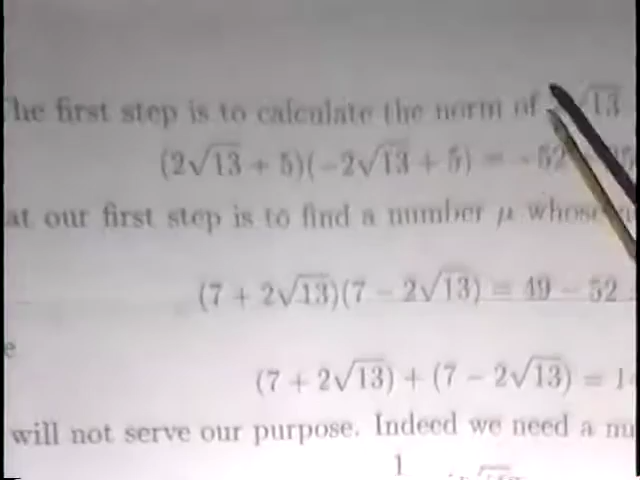 he first step is to calculate the norm of √13
(2√13 + 5)(−2√13 + 5) = −52
at our first step is to find a number μ whose
(7 + 2√13)(7 − 2√13) = 49 − 52
e
(7 + 2√13) + (7 − 2√13) = 1
will not serve our purpose. Indeed we need a nu
1